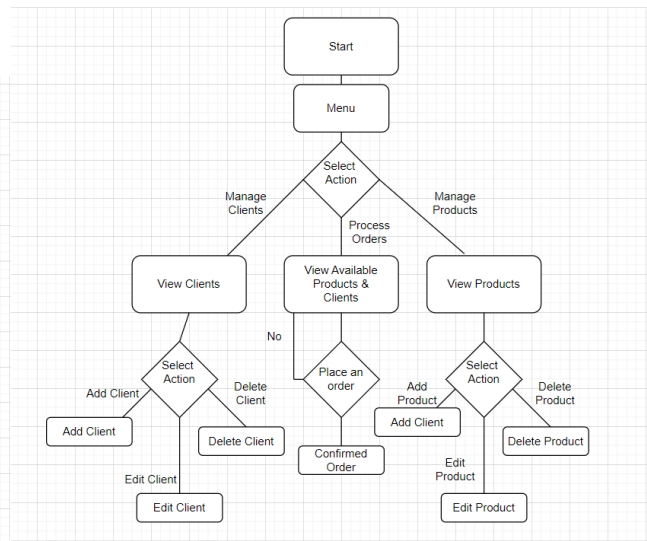 Start
Menu
Select
Action
Manage
Clients
Manage
Products
Process
Orders
View Clients
View Available
Products &
Clients
View Products
No
Select
Action
Place an
order
Select
Action
Add Client
Delete
Client
Add
Product
Delete
Product
Add Client
Delete Client
Add Client
Delete Product
Confirmed
Order
Edit Client
Edit
Product
Edit Client
Edit Product